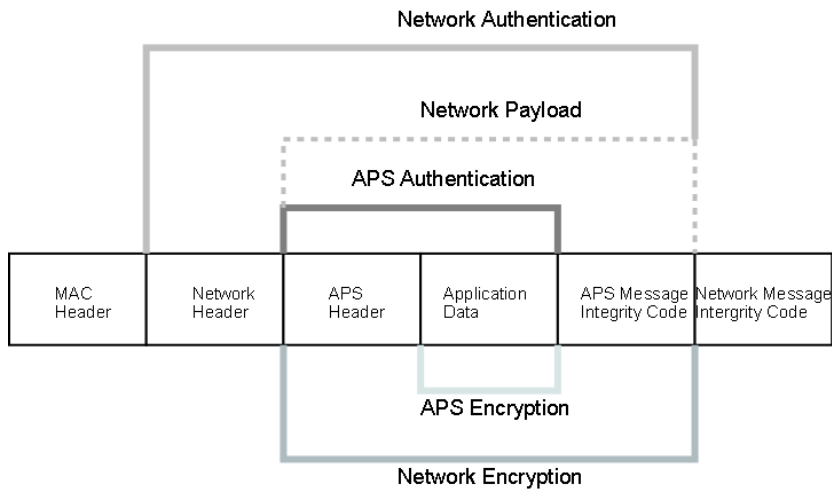 Network Authentication
Network Payload
APS Authentication
MAC
Header
Network
Header
APS
Header
Application
Data
APS Message
Integrity Code
Network Message
Intergrity Code
APS Encryption
Network Encryption